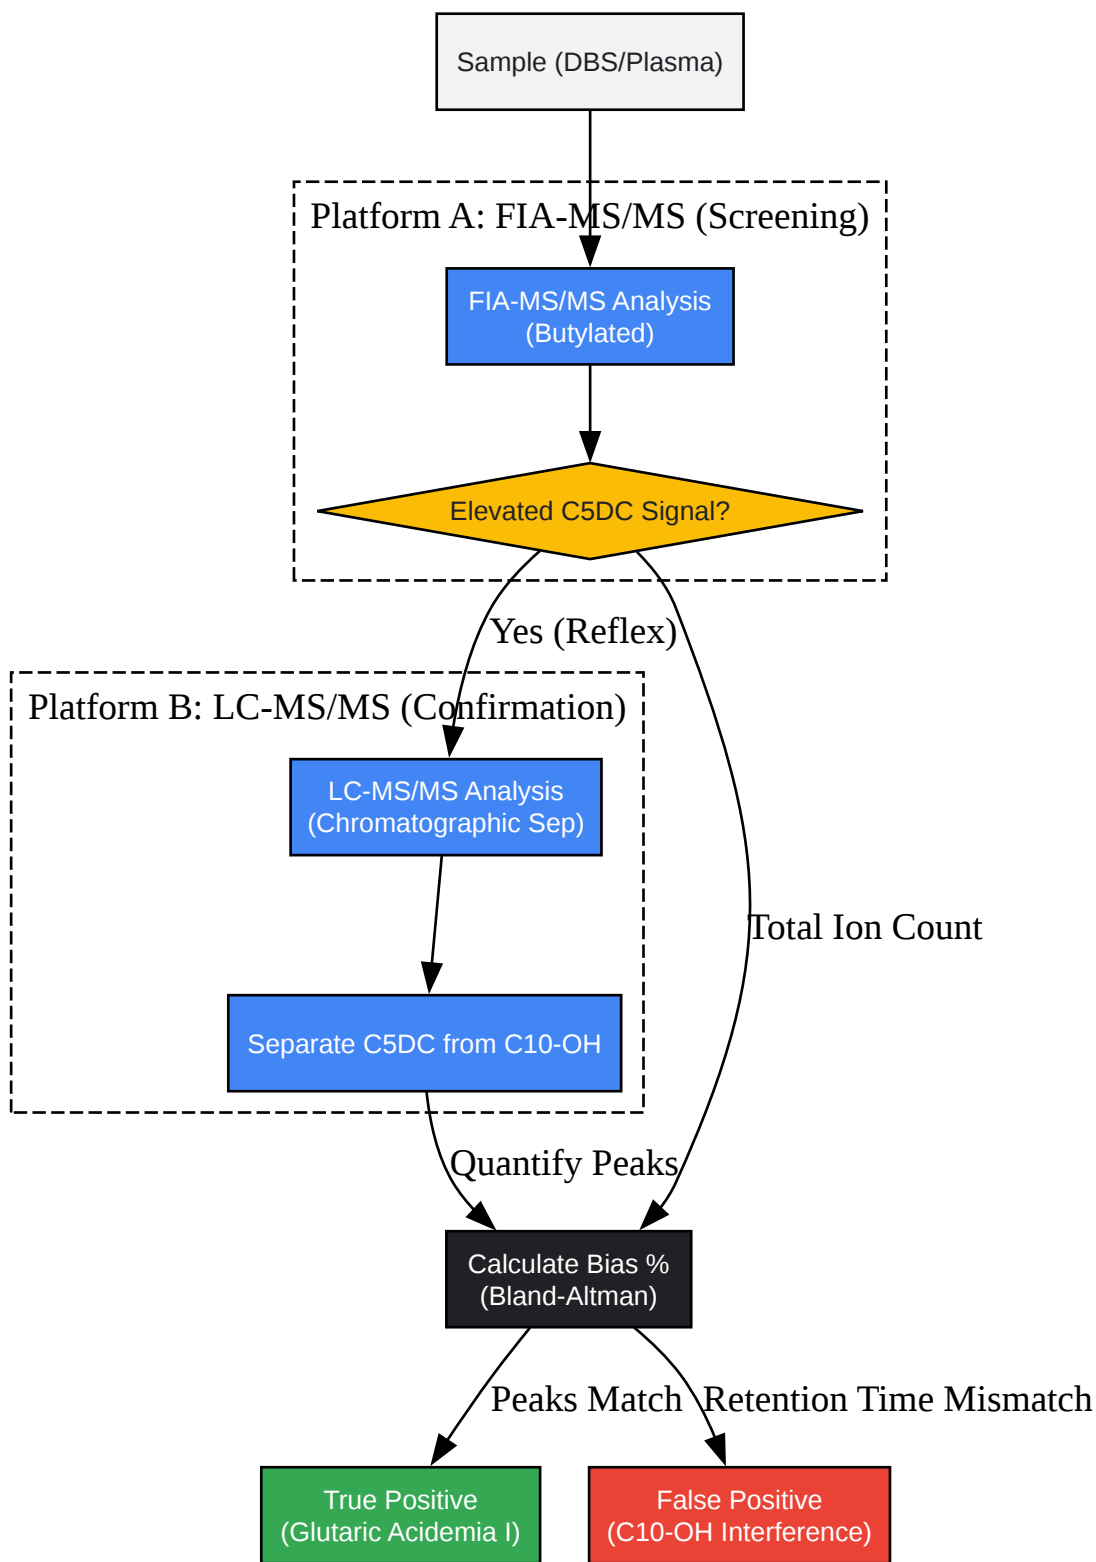 Sample (DBS/Plasma)
Platform A: FIA-MS/MS (Screening)
FIA-MS/MS Analysis
(Butylated)
Elevated C5DC Signal?
Yes (Reflex)
Platform B: LC-MS/MS (Confirmation)
LC-MS/MS Analysis
(Chromatographic Sep)
Total Ion Count
Separate C5DC from C10-OH
Quantify Peaks
Calculate Bias %
(Bland-Altman)
Peaks Match
Retention Time Mismatch
True Positive
(Glutaric Acidemia I)
False Positive
(C10-OH Interference)